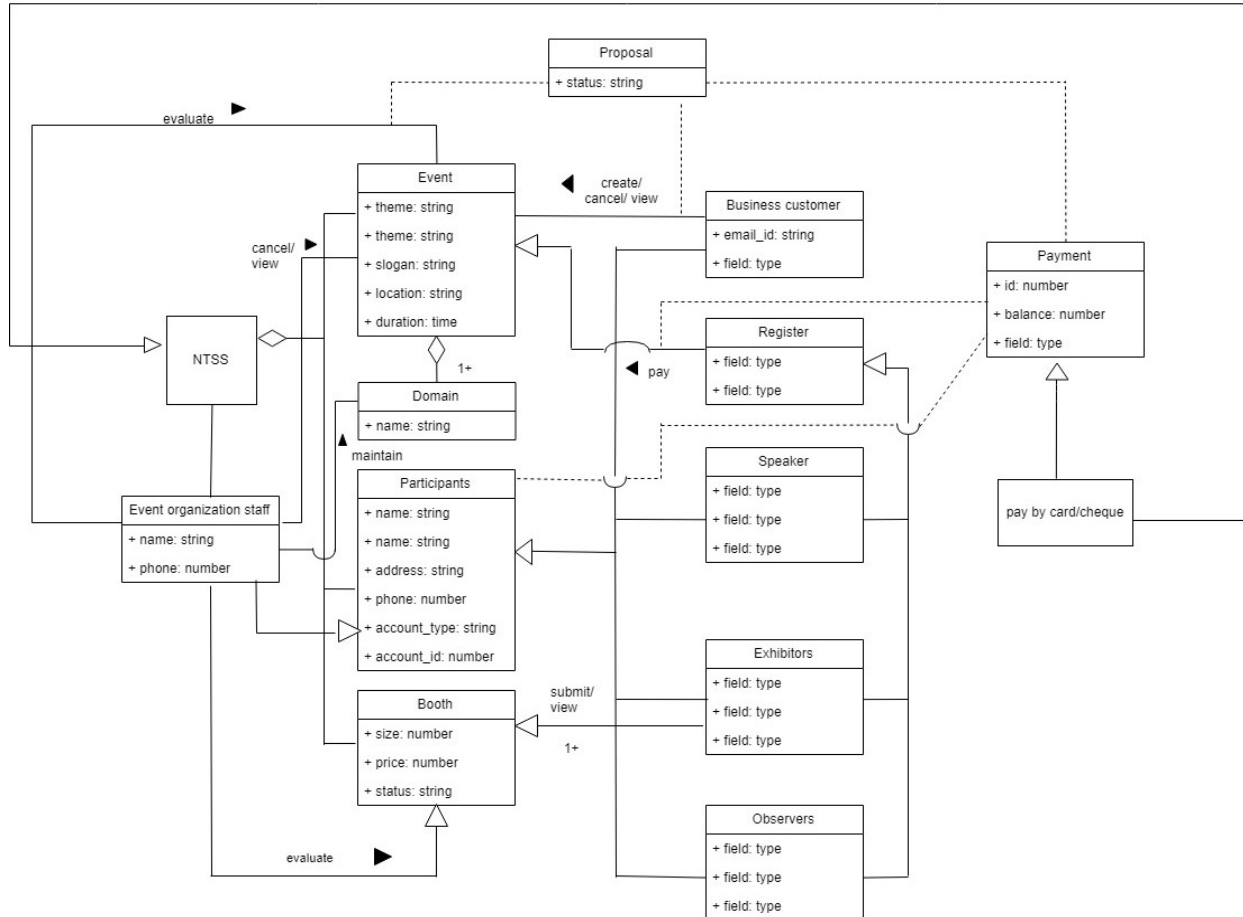 Proposal
+ status: string
evaluate
Event
+ theme: string
+ theme: string
+ slogan: string
+ location: string
+ duration: time
create/
cancel/ view
Business customer
+ email_id: string
+ field: type
cancel/
view
Payment
+ id: number
+ balance: number
+ field: type
NTSS
Register
+ field: type
+ field: type
pay
1+
Domain
+ name: string
maintain
Participants
+ name: string
+ name: string
+ address: string
+ phone: number
+ account_type: string
+ account_id: number
Speaker
+ field: type
+ field: type
+ field: type
pay by card/cheque
Event organization staff
+ name: string
+ phone: number
Exhibitors
+ field: type
+ field: type
+ field: type
submit/
view
1+
Booth
+ size: number
+ price: number
+ status: string
Observers
+ field: type
+ field: type
+ field: type
evaluate